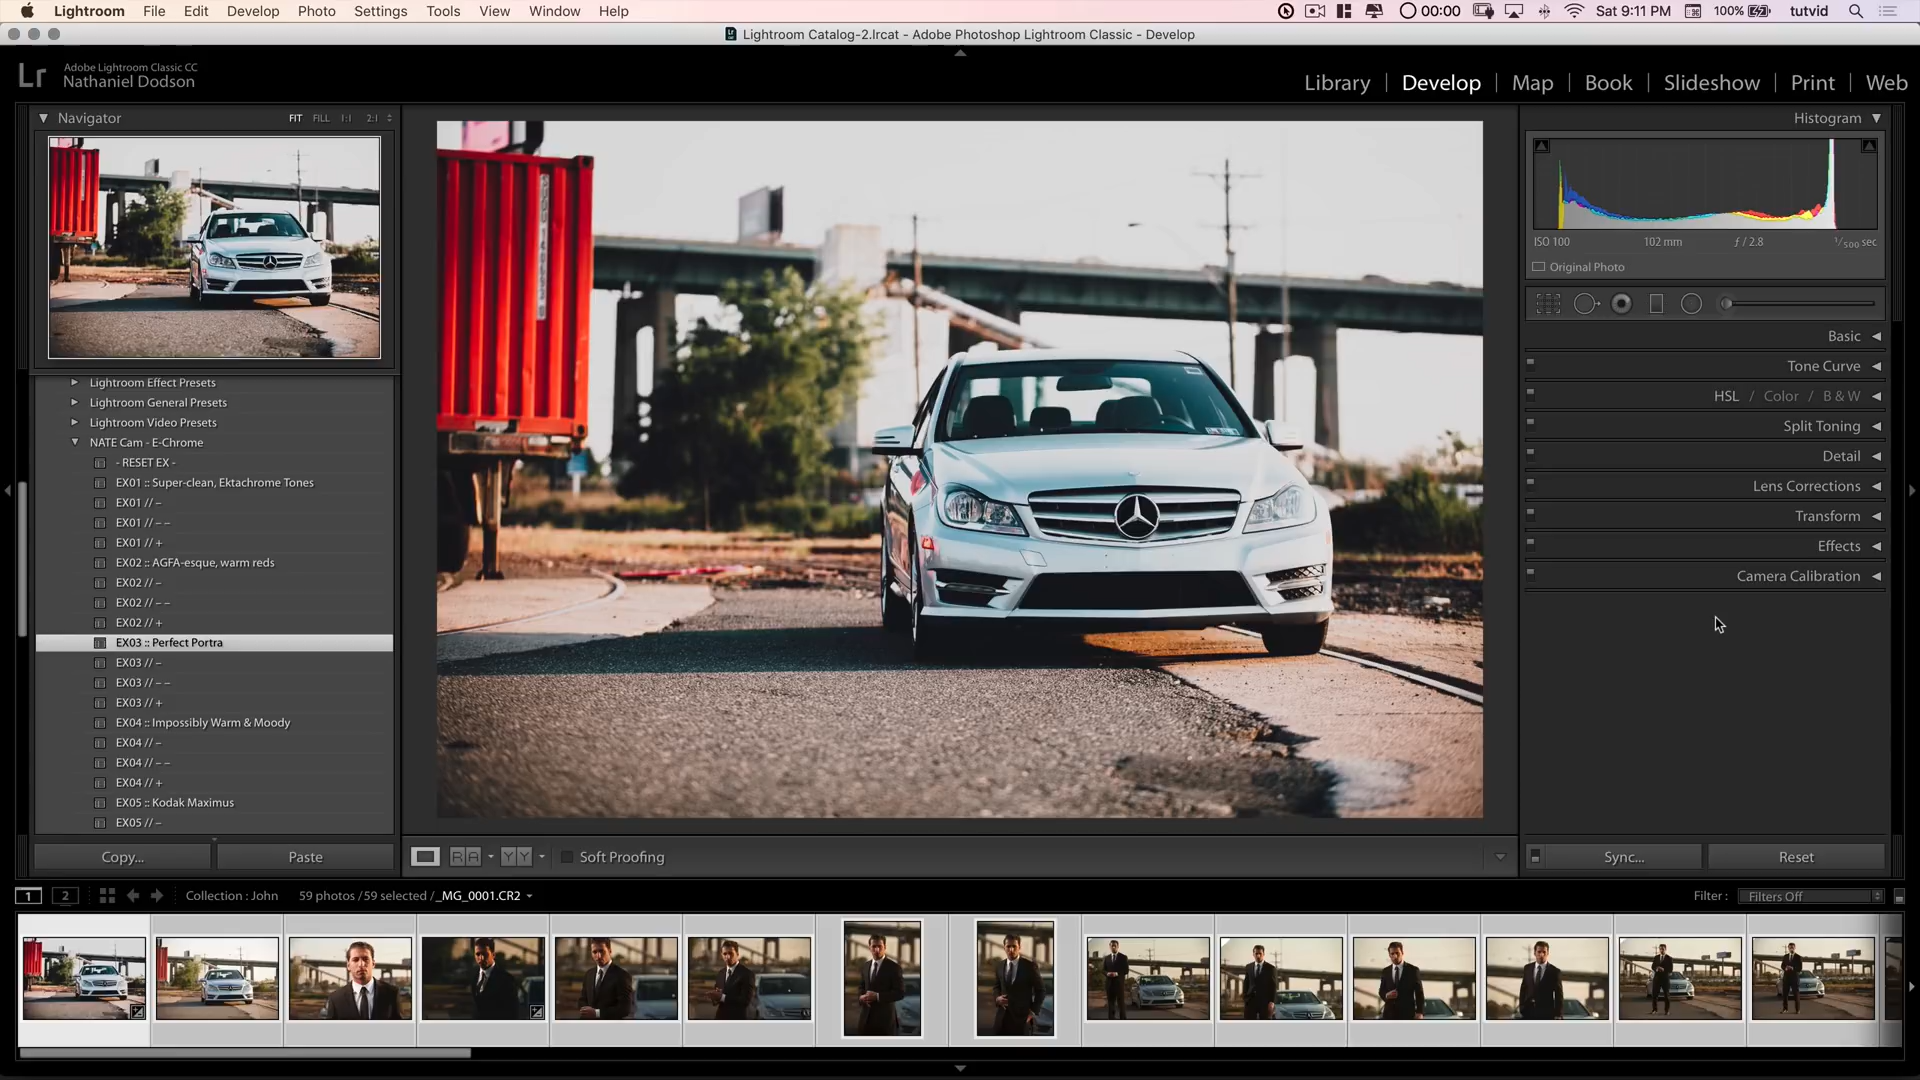 Lightroom File Edit Develop Photo Settings Tools View Window Help 00:00 Sat 9:11 PM 100% tutvid
Lightroom Catalog-2.lrcat - Adobe Photoshop Lightroom Classic - Develop
Lr Adobe Lightroom Classic CC
Nathaniel Dodson
Library | Develop | Map | Book | Slideshow | Print | Web
Navigator FIT FILL 1:1 2:1
Histogram
ISO 100 102 mm ƒ / 2.8 1/500 sec
Original Photo
Basic
Tone Curve
HSL / Color / B & W
Split Toning
Detail
Lens Corrections
Transform
Effects
Camera Calibration
Lightroom Effect Presets
Lightroom General Presets
Lightroom Video Presets
NATE Cam - E-Chrome
- RESET EX -
EX01 :: Super-clean, Ektachrome Tones
EX01 // –
EX01 // – –
EX01 // +
EX02 :: AGFA-esque, warm reds
EX02 // –
EX02 // – –
EX02 // +
EX03 :: Perfect Portra
EX03 // –
EX03 // – –
EX03 // +
EX04 :: Impossibly Warm & Moody
EX04 // –
EX04 // – –
EX04 // +
EX05 :: Kodak Maximus
EX05 // –
Copy... Paste
R A Y Y Soft Proofing
Sync... Reset
1 2 Collection : John 59 photos / 59 selected / _MG_0001.CR2
Filter : Filters Off